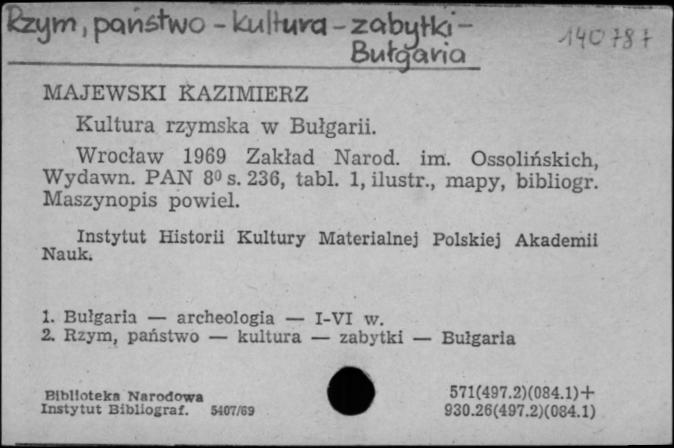 Rzym, państwo - kultura - zabytki -
Bułgaria
140787
MAJEWSKI KAZIMIERZ
Kultura rzymska w Bułgarii.
Wrocław 1969 Zakład Narod. im. Ossolińskich,
Wydawn. PAN 8⁰ s. 236, tabl. 1, ilustr., mapy, bibliogr.
Maszynopis powiel.
Instytut Historii Kultury Materialnej Polskiej Akademii
Nauk.
1. Bułgaria — archeologia — I-VI w.
2. Rzym, państwo — kultura — zabytki — Bułgaria
Biblioteka Narodowa
Instytut Bibliograf. 5407/69
571(497.2)(084.1)+
930.26(497.2)(084.1)